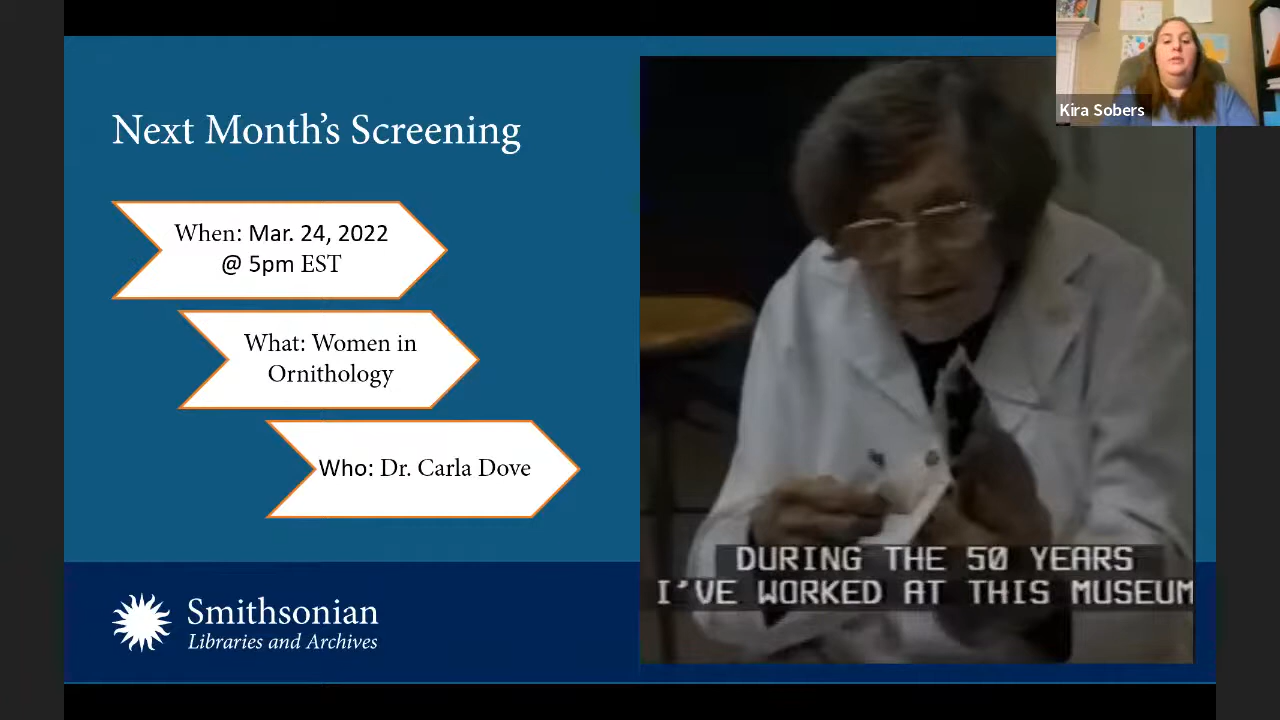 Next Month's Screening
When: Mar. 24, 2022
@ 5pm EST
What: Women in
Ornithology
Who: Dr. Carla Dove
Smithsonian
Libraries and Archives
DURING THE 50 YEARS
I'VE WORKED AT THIS MUSEUM
Kira Sobers